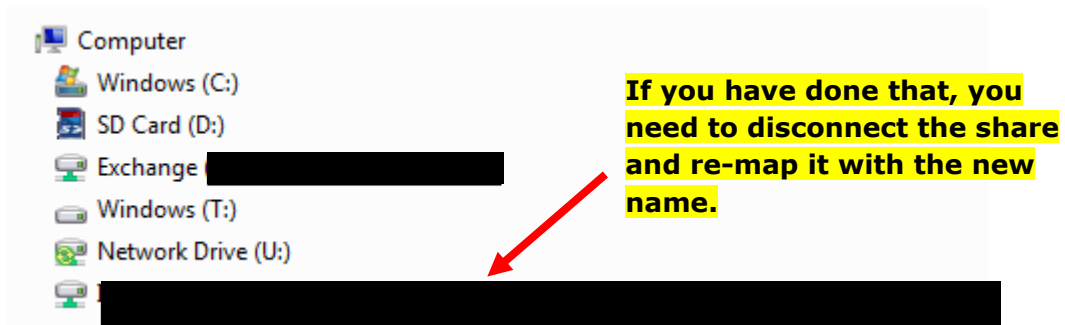 Computer
Windows (C:)
SD Card (D:)
Exchange (
Windows (T:)
Network Drive (U:)
If you have done that, you
need to disconnect the share
and re-map it with the new
name.